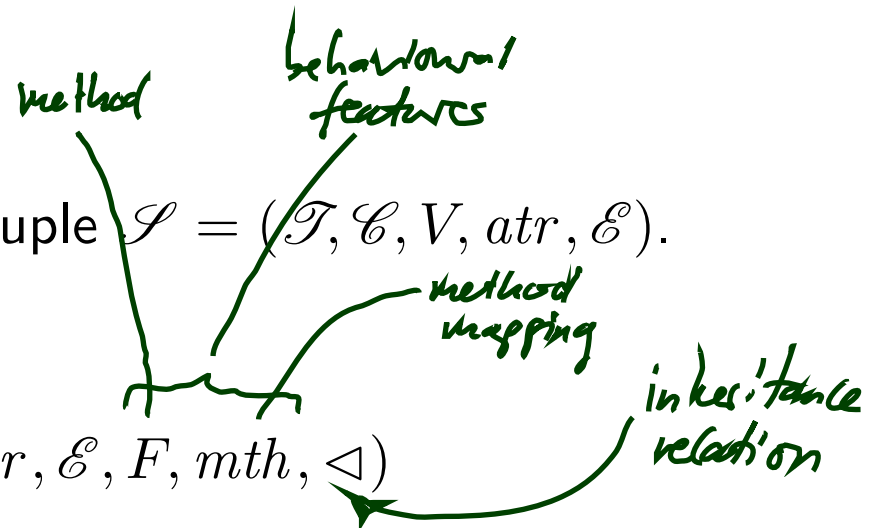 method
behavioural
features
uple 𝒮 = (𝒯, 𝒞, V, atr, ℰ).
method
mapping
inheritance
relation
r, ℰ, F, mth, ◁)